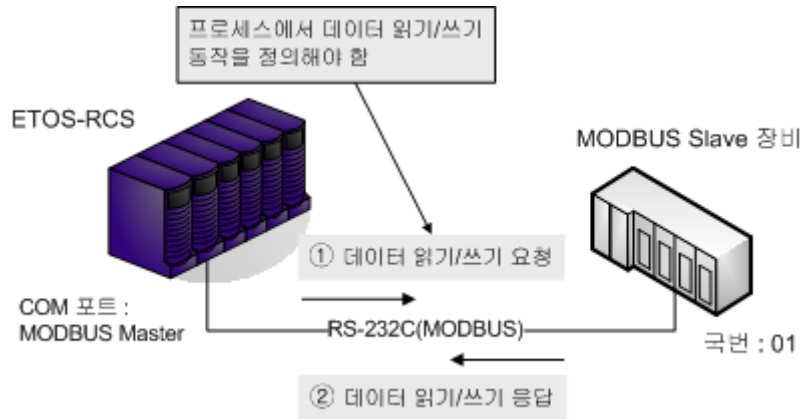 프로세스에서 데이터 읽기/쓰기
동작을 정의해야 함
ETOS-RCS
MODBUS Slave 장비
① 데이터 읽기/쓰기 요청
COM 포트 :
MODBUS Master
RS-232C(MODBUS)
국번 : 01
② 데이터 읽기/쓰기 응답